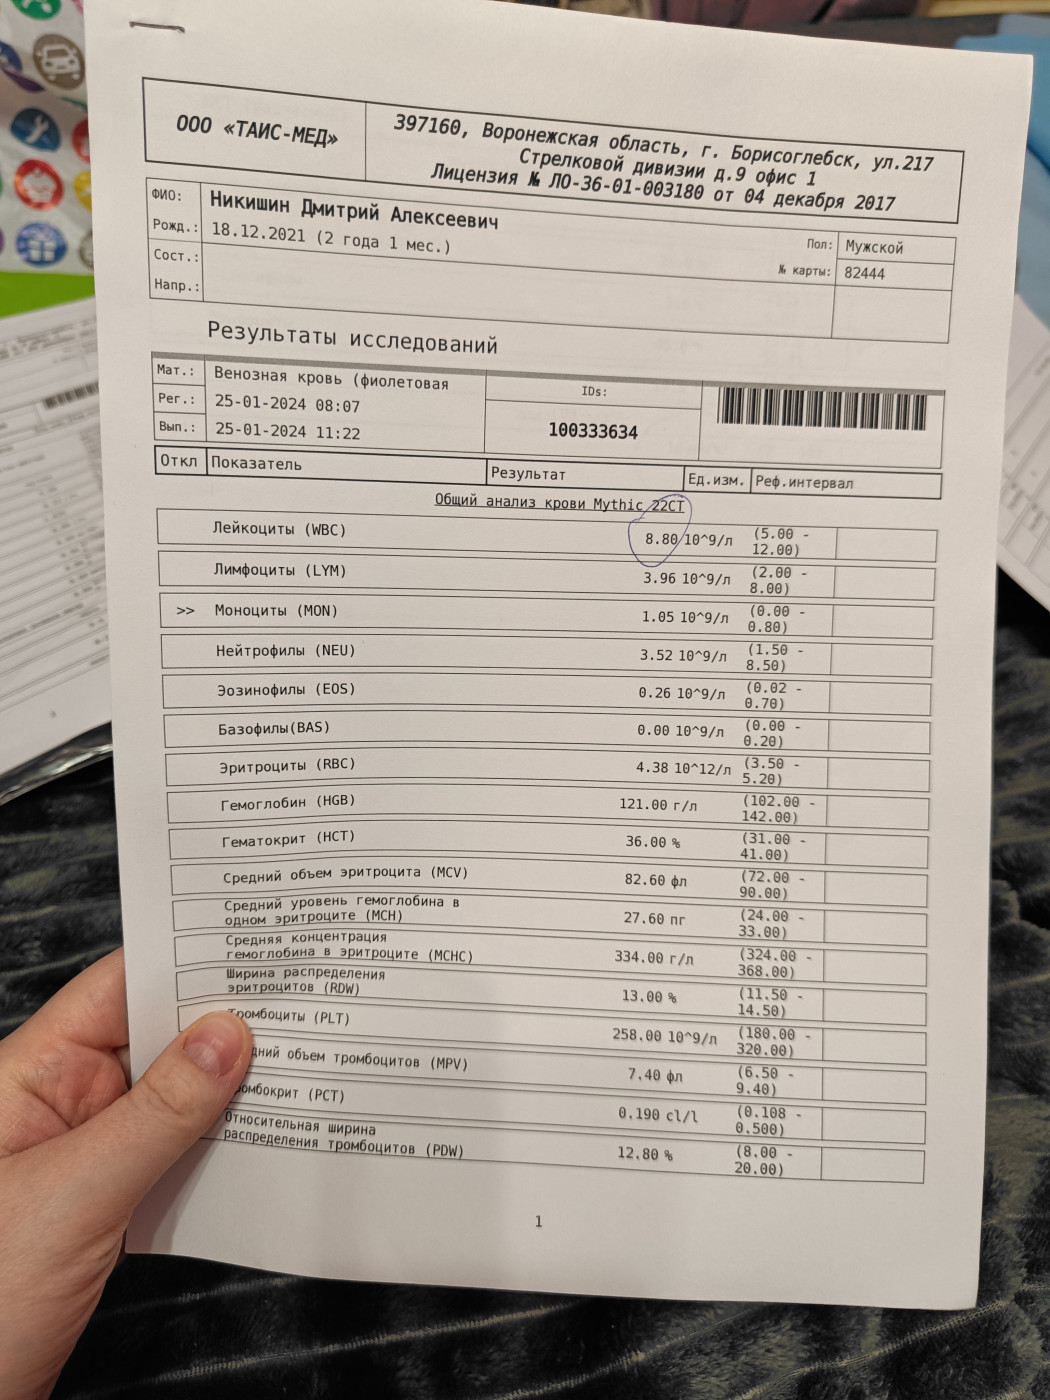 ООО «ТАИС-МЕД»
397160, Воронежская область, г. Борисоглебск, ул.217
Стрелковой дивизии д.9 офис 1
Лицензия № ЛО-36-01-003180 от 04 декабря 2017
ФИО: Никишин Дмитрий Алексеевич
Рожд.: 18.12.2021 (2 года 1 мес.) Пол: Мужской
Сост.: № карты: 82444
Напр.:
Результаты исследований
Мат.: Венозная кровь (фиолетовая IDs:
Рег.: 25-01-2024 08:07
Вып.: 25-01-2024 11:22 100333634
Откл Показатель Результат Ед.изм. Реф.интервал
Общий анализ крови Mythic 22CT
Лейкоциты (WBC) 8.80 10^9/л (5.00 -
12.00)
Лимфоциты (LYM) 3.96 10^9/л (2.00 -
8.00)
>> Моноциты (MON) 1.05 10^9/л (0.00 -
0.80)
Нейтрофилы (NEU) 3.52 10^9/л (1.50 -
8.50)
Эозинофилы (EOS) 0.26 10^9/л (0.02 -
0.70)
Базофилы(BAS) 0.00 10^9/л (0.00 -
0.20)
Эритроциты (RBC) 4.38 10^12/л (3.50 -
5.20)
Гемоглобин (HGB) 121.00 г/л (102.00 -
142.00)
Гематокрит (HCT) 36.00 % (31.00 -
41.00)
Средний объем эритроцита (MCV) 82.60 фл (72.00 -
90.00)
Средний уровень гемоглобина в
одном эритроците (MCH) 27.60 пг (24.00 -
33.00)
Средняя концентрация
гемоглобина в эритроците (MCHC) 334.00 г/л (324.00 -
368.00)
Ширина распределения
эритроцитов (RDW) 13.00 % (11.50 -
14.50)
Тромбоциты (PLT) 258.00 10^9/л (180.00 -
320.00)
объем тромбоцитов (MPV) 7.40 фл (6.50 -
9.40)
(PCT) 0.190 cl/l (0.108 -
0.500)
Относительная ширина
распределения тромбоцитов (PDW) 12.80 % (8.00 -
20.00)
1